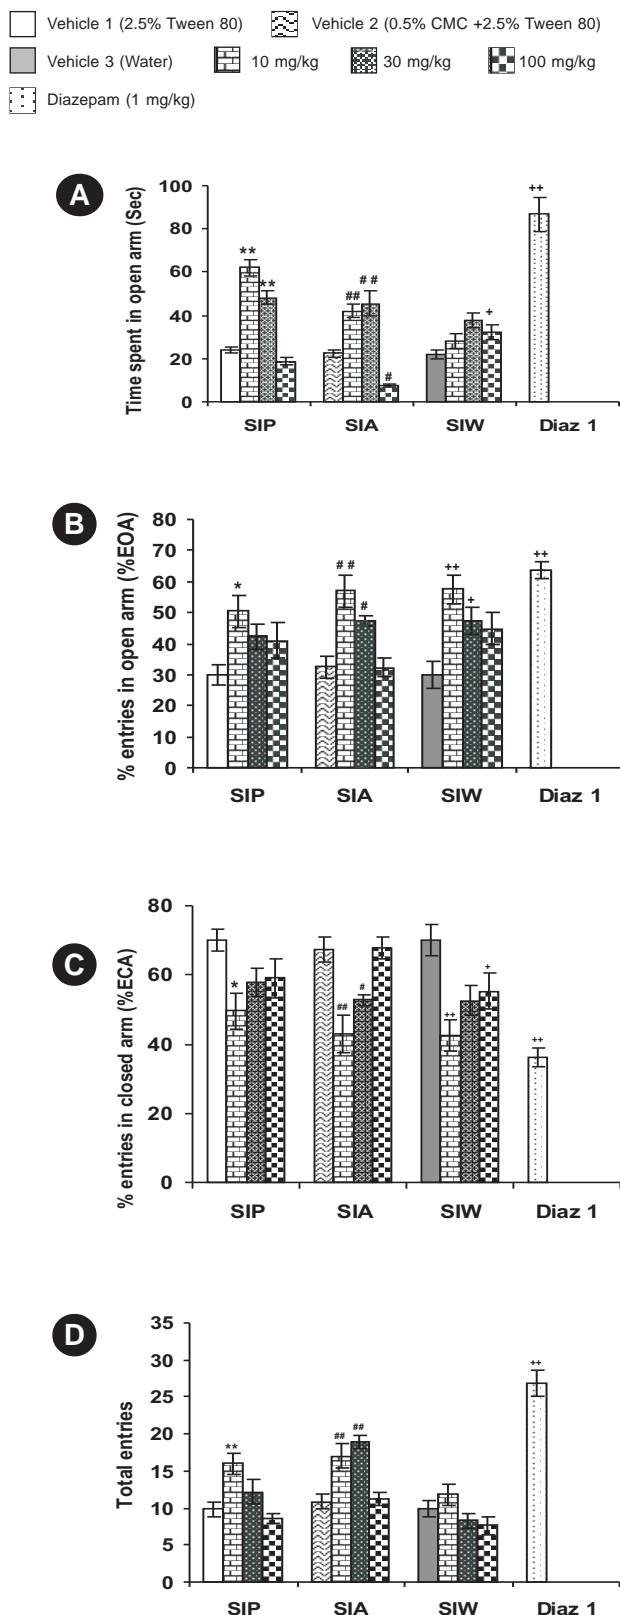 Vehicle 1 (2.5% Tween 80) Vehicle 2 (0.5% CMC +2.5% Tween 80)
Vehicle 3 (Water) 10 mg/kg 30 mg/kg 100 mg/kg
Diazepam (1 mg/kg)
A
Time spent in open arm (Sec)
100
80
60
40
20
0
** ** ## # # # + ++
SIP SIA SIW Diaz 1
B
% entries in open arm (%EOA)
80
70
60
50
40
30
20
10
0
* # # # ++ + ++
SIP SIA SIW Diaz 1
C
% entries in closed arm (%ECA)
80
60
40
20
0
* ## # ++ + ++
SIP SIA SIW Diaz 1
D
Total entries
35
30
25
20
15
10
5
0
** ## ## ++
SIP SIA SIW Diaz 1